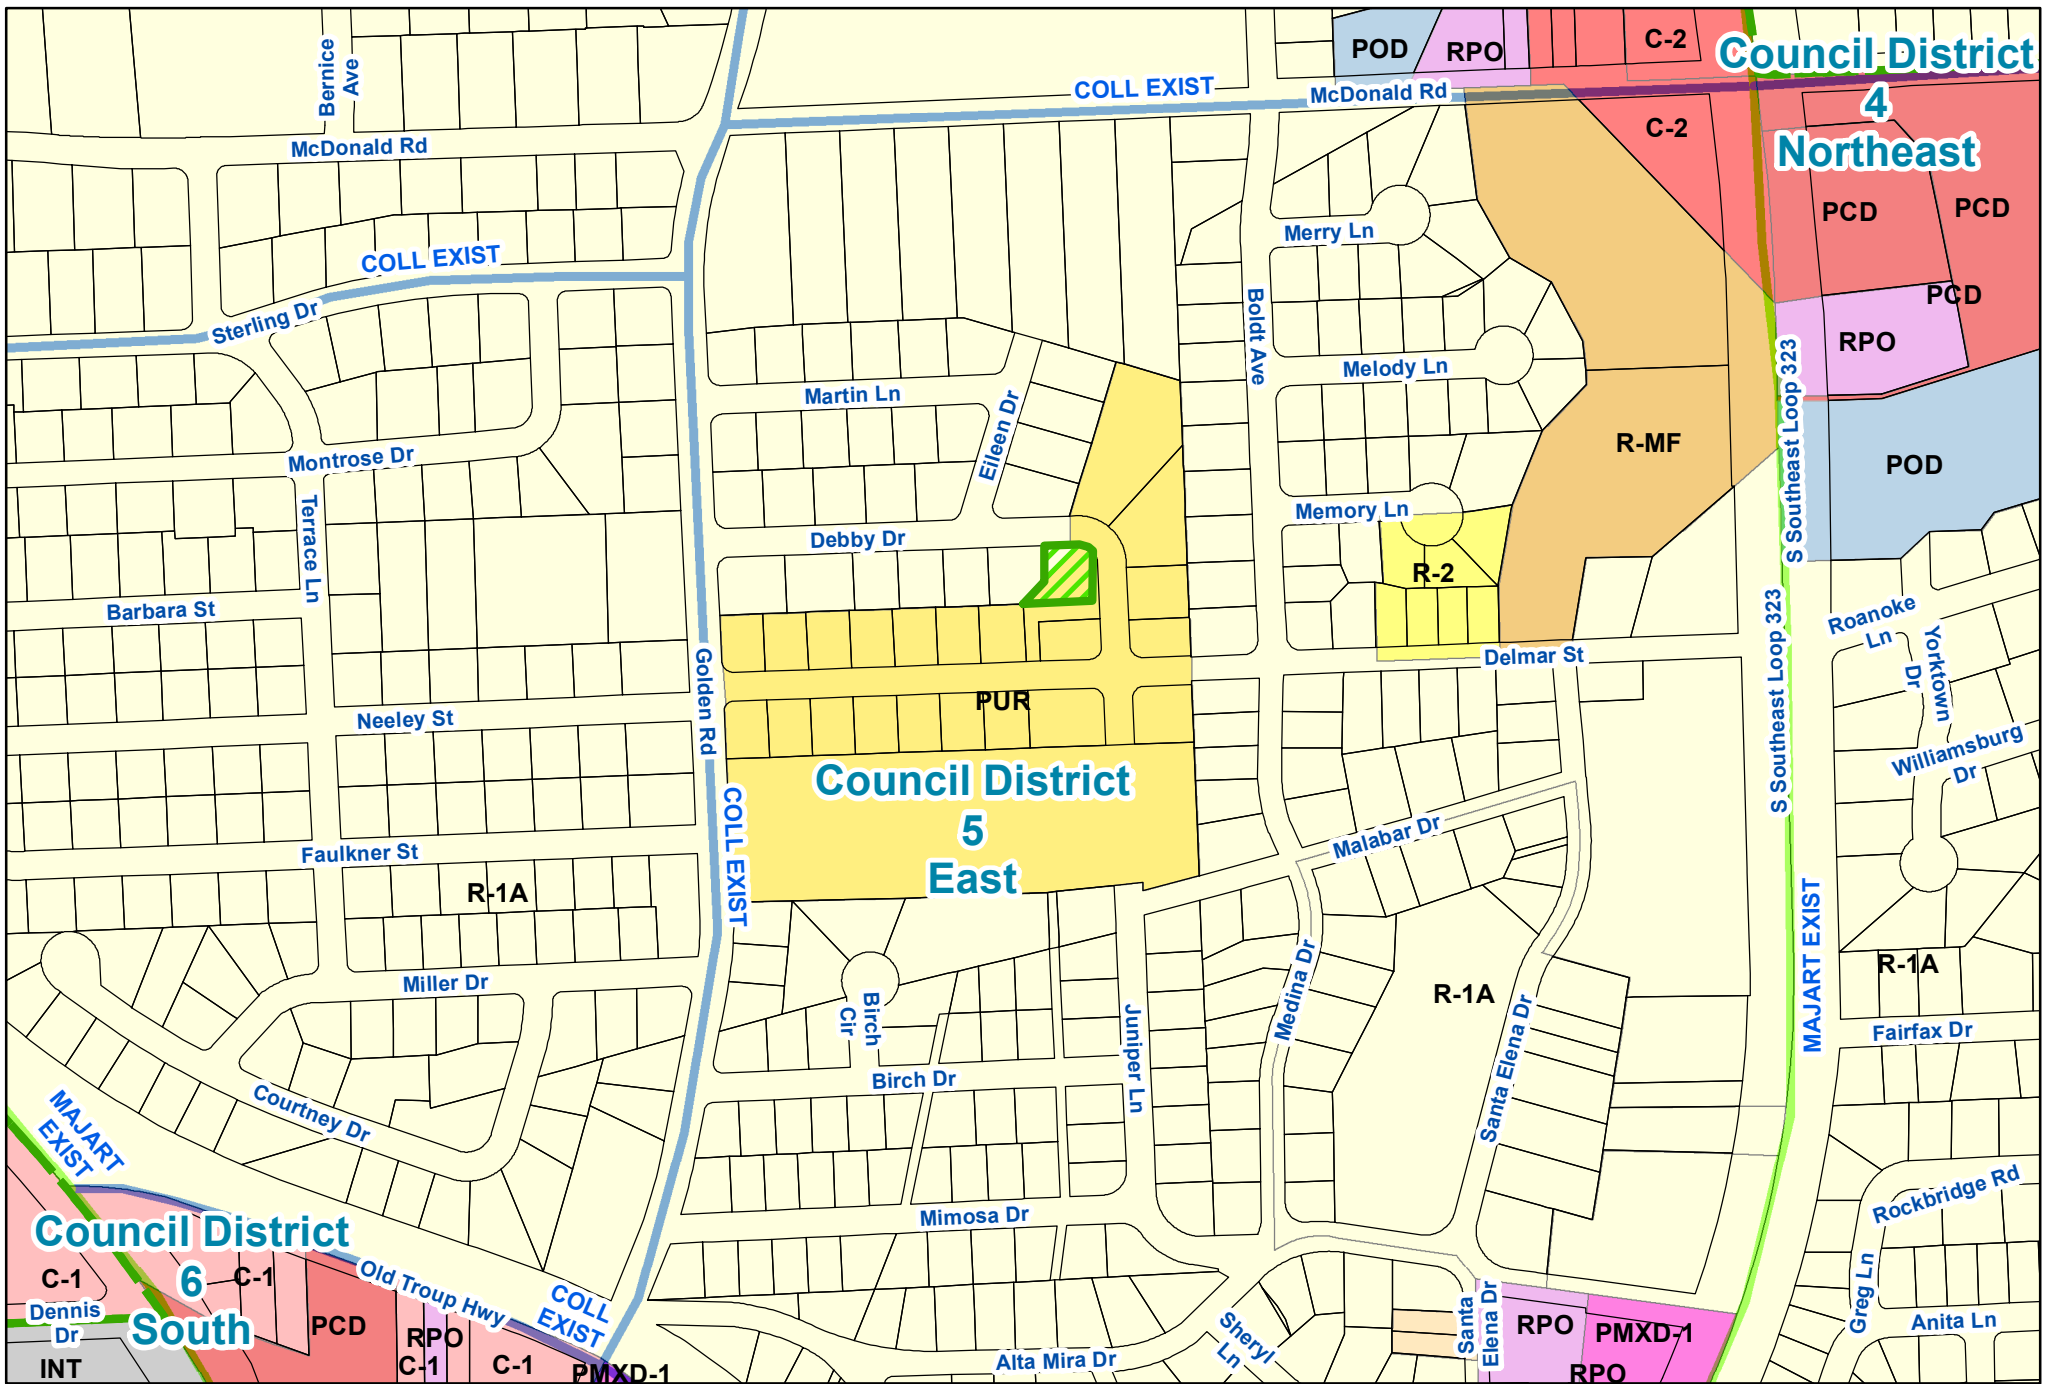 Bernice
Ave
POD
RPO
C-2
Council District
4
Northeast
COLL EXIST
McDonald Rd
McDonald Rd
C-2
PCD
PCD
Merry Ln
COLL EXIST
Sterling Dr
Boldt Ave
PCD
RPO
Melody Ln
S Southeast Loop 323
Martin Ln
Eileen Dr
R-MF
POD
Montrose Dr
Terrace Ln
Memory Ln
Debby Dr
R-2
Barbara St
S Southeast Loop 323
Roanoke
Ln
Yorktown
Dr
Delmar St
Golden Rd
PUR
Neeley St
Williamsburg
Dr
Council District
5
East
COLL EXIST
Malabar Dr
Faulkner St
R-1A
MAJART EXIST
R-1A
R-1A
Miller Dr
Birch
Cir
Medina Dr
Juniper Ln
Santa Elena Dr
Fairfax Dr
Birch Dr
Courtney Dr
MAJART
EXIST
Rockbridge Rd
Mimosa Dr
Council District
6
South
C-1
C-1
Old Troup Hwy
COLL
EXIST
Dennis
Dr
PCD
RPO
C-1
C-1
PMXD-1
INT
Alta Mira Dr
Sheryl
Ln
Santa
Elena Dr
RPO
PMXD-1
RPO
Greg Ln
Anita Ln